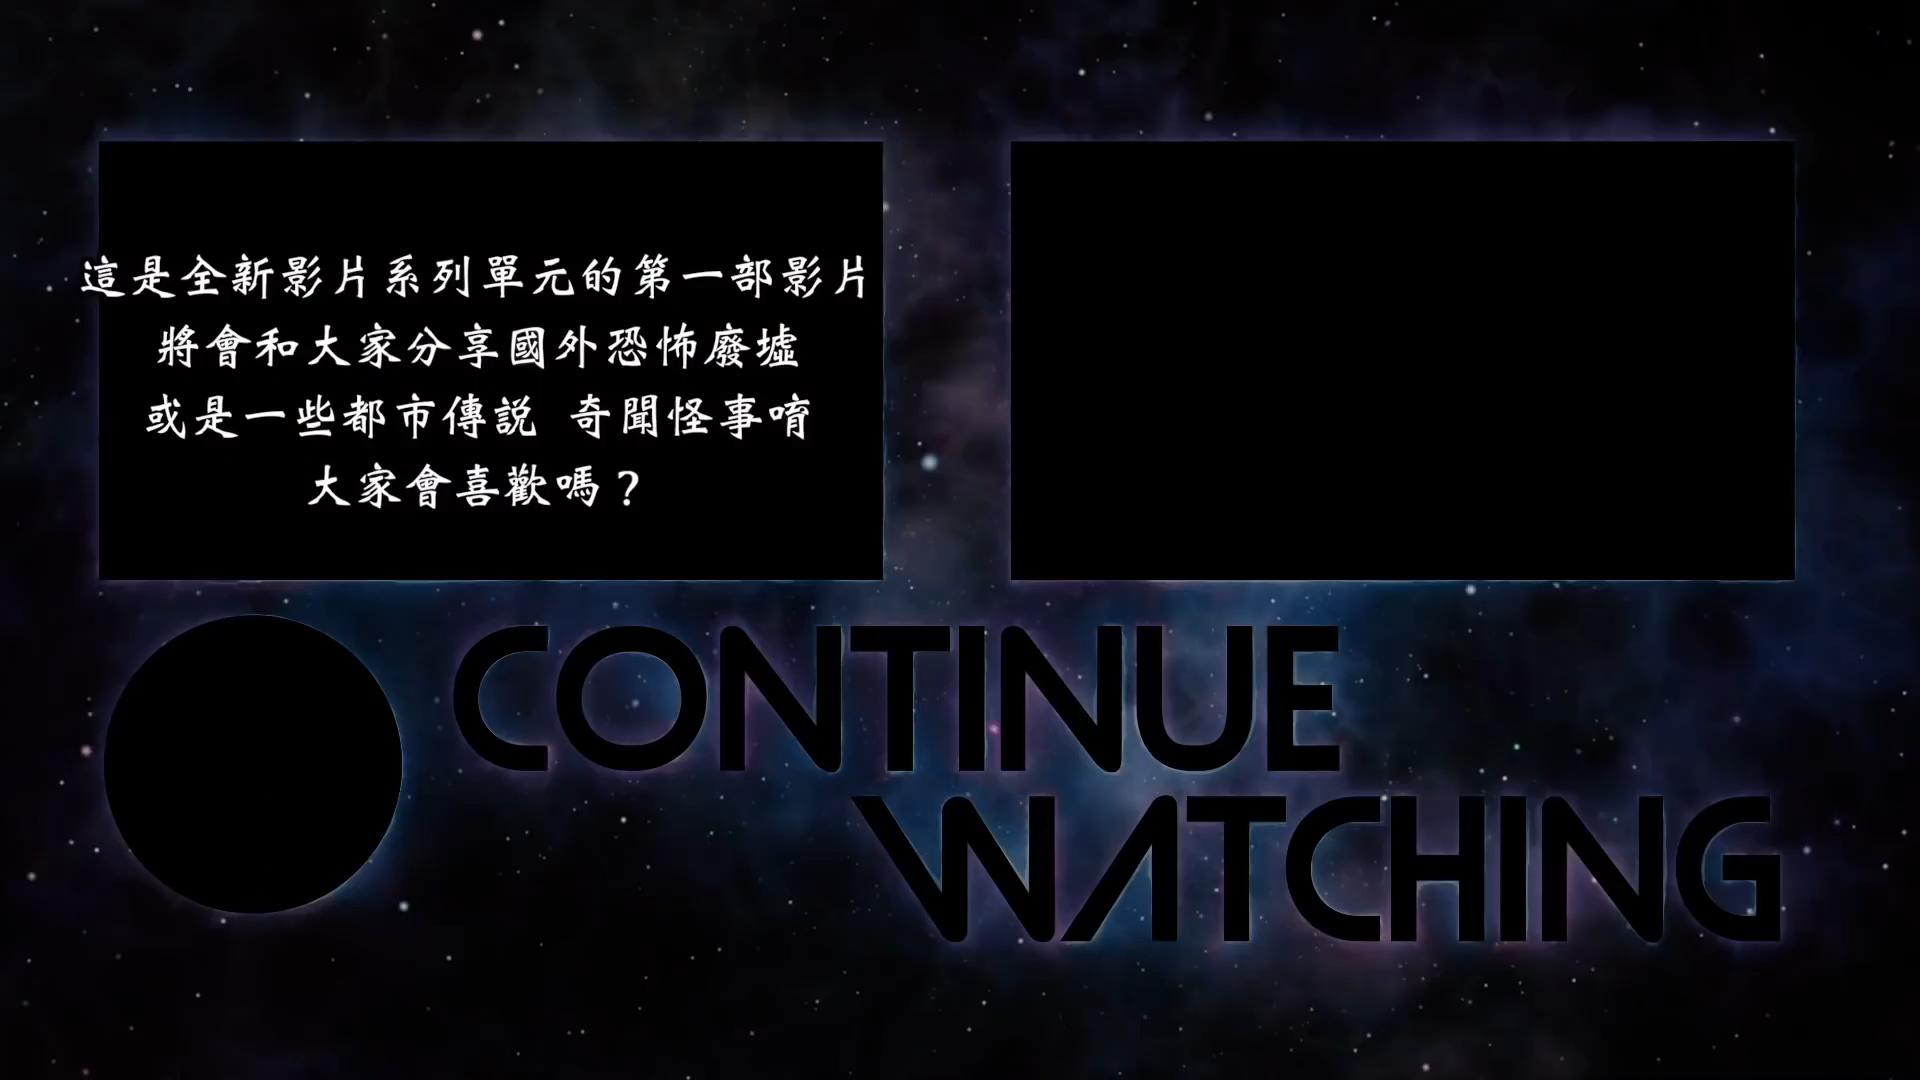 這是全新影片系列單元的第一部影片
將會和大家分享國外恐怖廢墟
或是一些都市傳說 奇聞怪事唷
大家會喜歡嗎？
CONTINUE
WATCHING